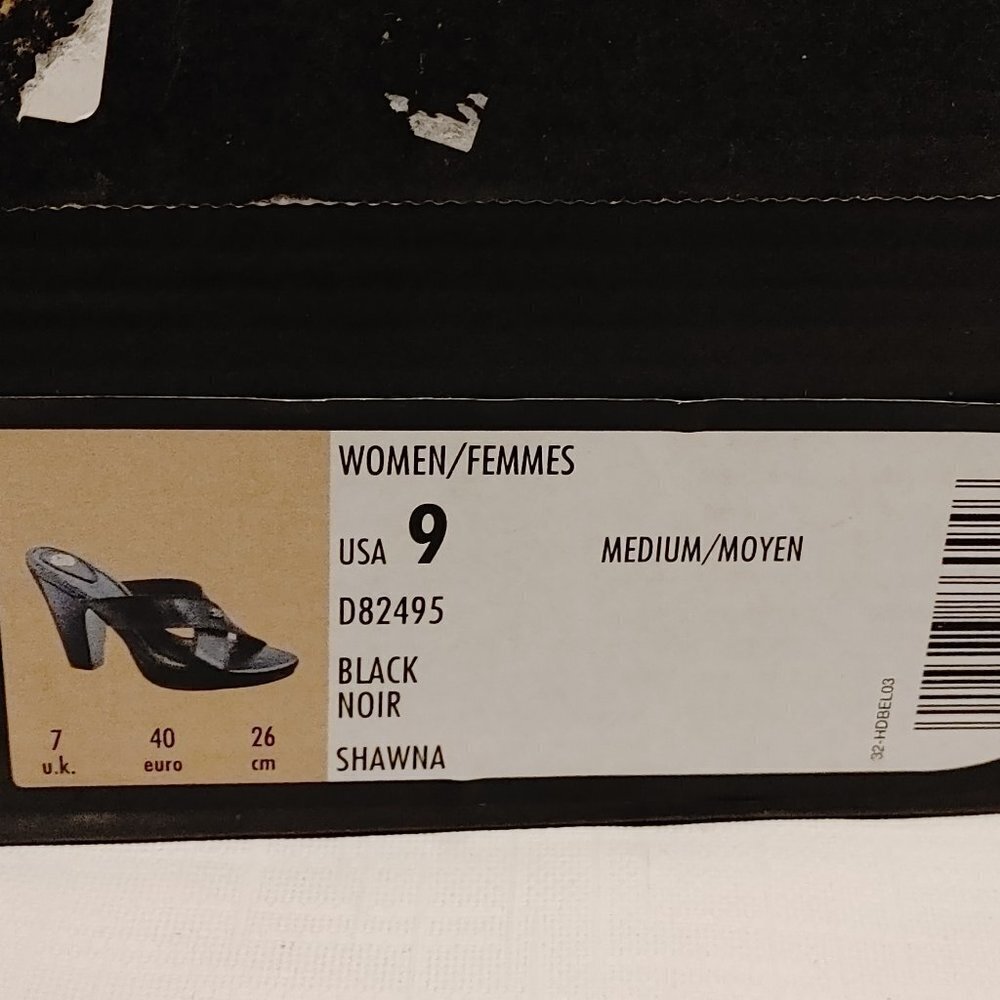 WOMEN/FEMMES
USA 9 MEDIUM/MOYEN
D82495
BLACK
NOIR
SHAWNA
7 40 26
u.k. euro cm
32-HDBEL03